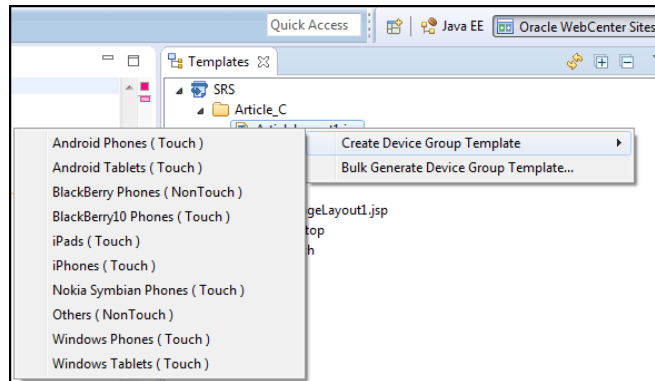 Quick Access
Java EE
Oracle WebCenter Sites
Templates
SRS
Article_C
Create Device Group Template
Bulk Generate Device Group Template...
Android Phones ( Touch )
Android Tablets ( Touch )
BlackBerry Phones ( NonTouch )
BlackBerry10 Phones ( Touch )
iPads ( Touch )
iPhones ( Touch )
Nokia Symbian Phones ( Touch )
Others ( NonTouch )
Windows Phones ( Touch )
Windows Tablets ( Touch )
geLayout1.jsp
top
h